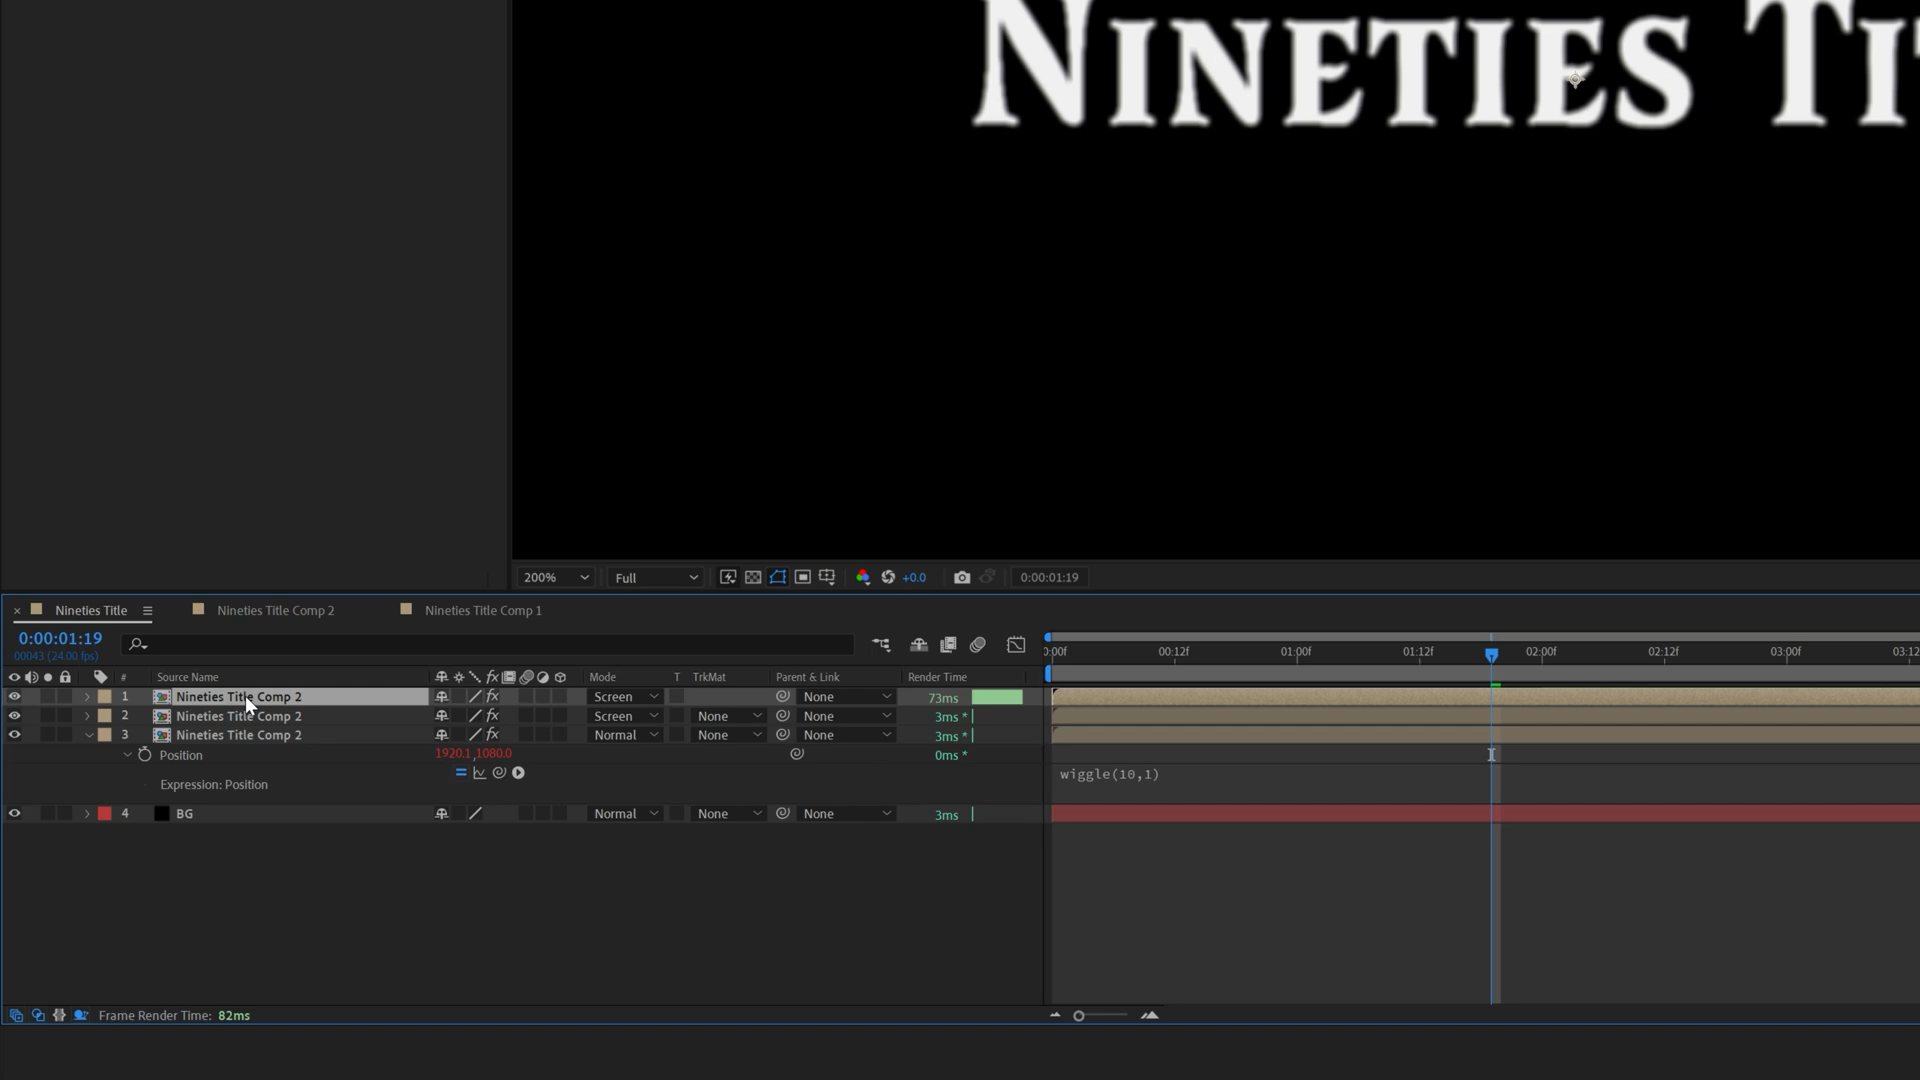 NINETIES TI
200% Full +0.0 0:00:01:19
× Nineties Title Nineties Title Comp 2 Nineties Title Comp 1
0:00:01:19
00043 (24.00 fps)
:00f 00:12f 01:00f 01:12f 02:00f 02:12f 03:00f 03:12
# Source Name fx Mode T TrkMat Parent & Link Render Time
1 Nineties Title Comp 2 fx Screen None 73ms
2 Nineties Title Comp 2 fx Screen None None 3ms *
3 Nineties Title Comp 2 fx Normal None None 3ms *
Position 1920.1,1080.0 0ms *
wiggle(10,1)
Expression: Position
4 BG Normal None None 3ms
Frame Render Time: 82ms